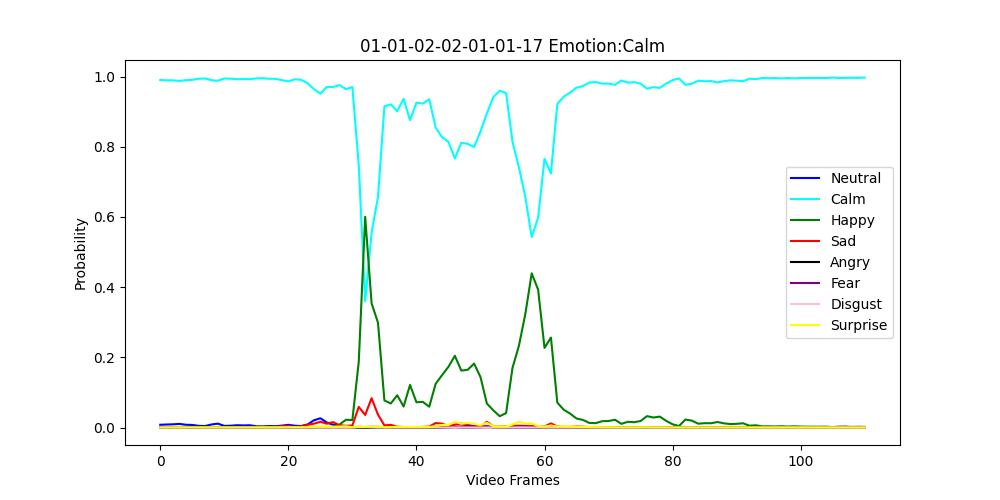 01-01-02-02-01-01-17 Emotion:Calm
1.0
0.8
0.6
0.4
0.2
0.0
Probability
0
20
40
60
80
100
Video Frames
Neutral
Calm
Happy
Sad
Angry
Fear
Disgust
Surprise